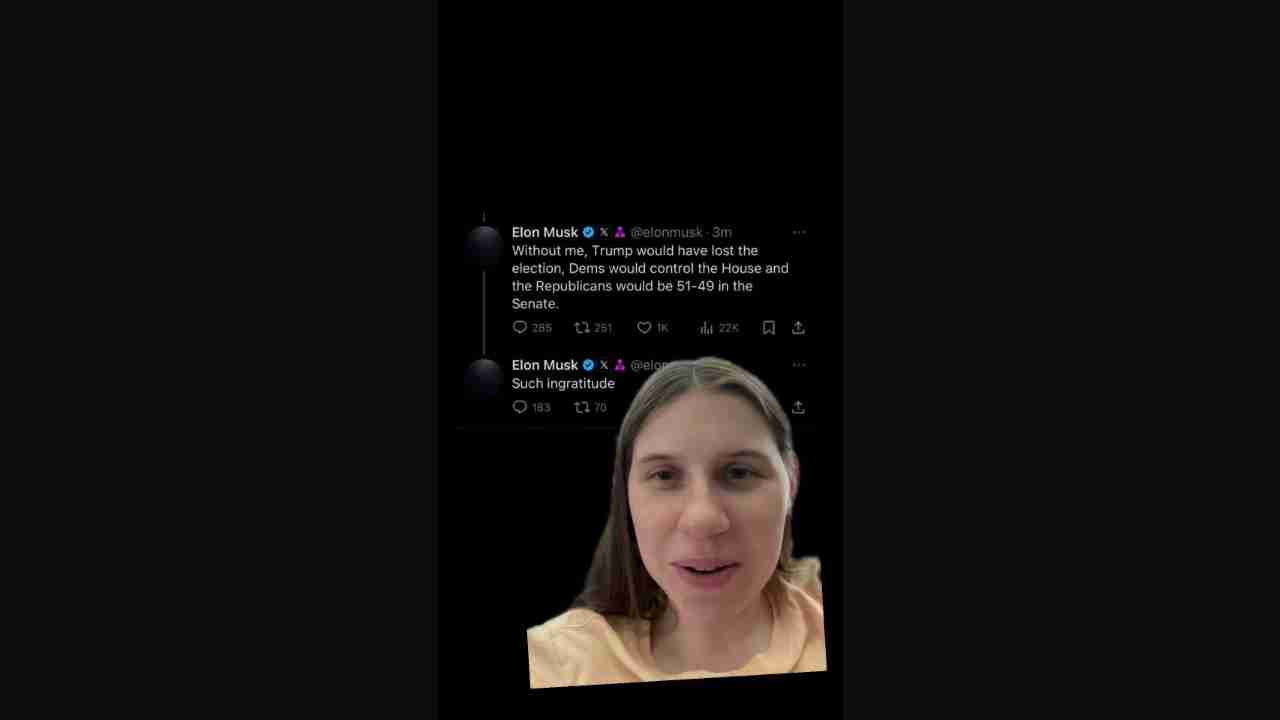 Elon Musk @elonmusk · 3m
Without me, Trump would have lost the
election, Dems would control the House and
the Republicans would be 51-49 in the
Senate.
285 251 1K 22K
Elon Musk @elon
Such ingratitude
183 70